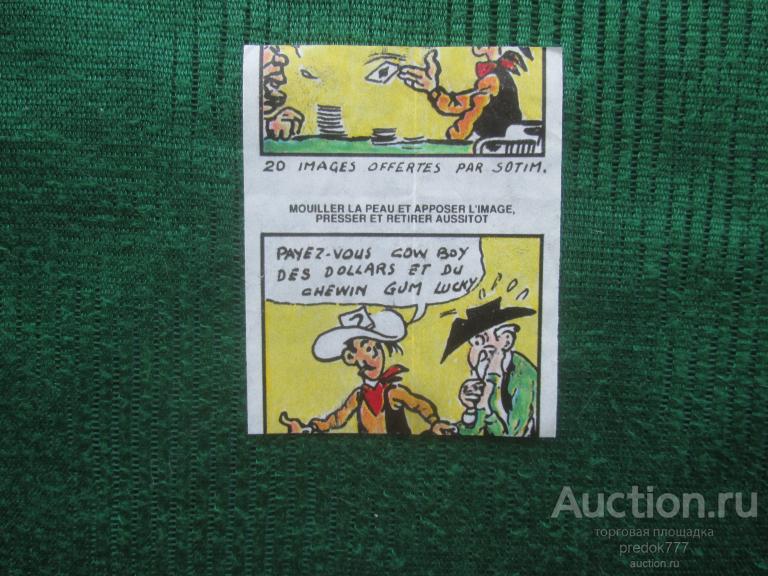 20 IMAGES OFFERTES PAR SOTIM.
MOUILLER LA PEAU ET APPOSER L'IMAGE,
PRESSER ET RETIRER AUSSITOT
PAYEZ-VOUS COW BOY
DES DOLLARS ET DU
CHEWIN GUM LUCKY
Auction.ru
торговая площадка
predok777
auction.ru